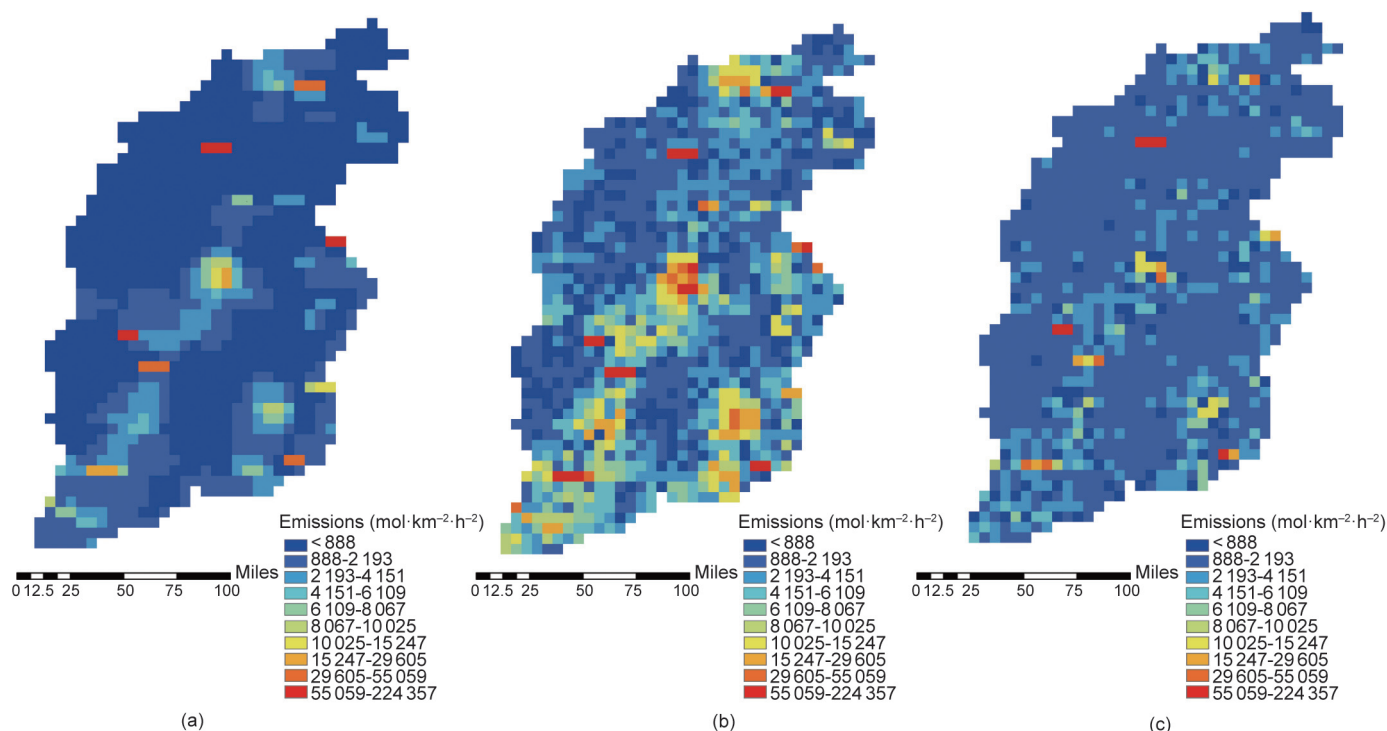 Emissions (mol·km⁻²·h⁻²)
< 888
888-2 193
2 193-4 151
4 151-6 109
6 109-8 067
8 067-10 025
10 025-15 247
15 247-29 605
29 605-55 059
55 059-224 357
Miles
0 12.5 25 50 75 100
(a)
Emissions (mol·km⁻²·h⁻²)
< 888
888-2 193
2 193-4 151
4 151-6 109
6 109-8 067
8 067-10 025
10 025-15 247
15 247-29 605
29 605-55 059
55 059-224 357
Miles
0 12.5 25 50 75 100
(b)
Emissions (mol·km⁻²·h⁻²)
< 888
888-2 193
2 193-4 151
4 151-6 109
6 109-8 067
8 067-10 025
10 025-15 247
15 247-29 605
29 605-55 059
55 059-224 357
Miles
0 12.5 25 50 75 100
(c)